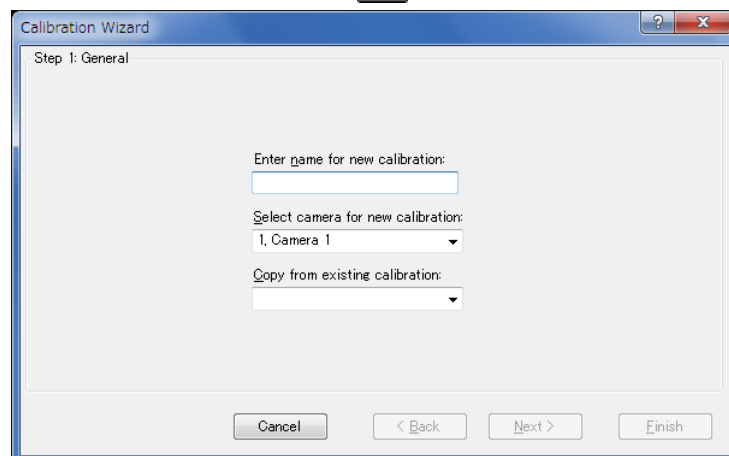 Calibration Wizard
? X
Step 1: General
Enter name for new calibration:
Select camera for new calibration:
1, Camera 1
Copy from existing calibration:
Cancel < Back Next > Finish